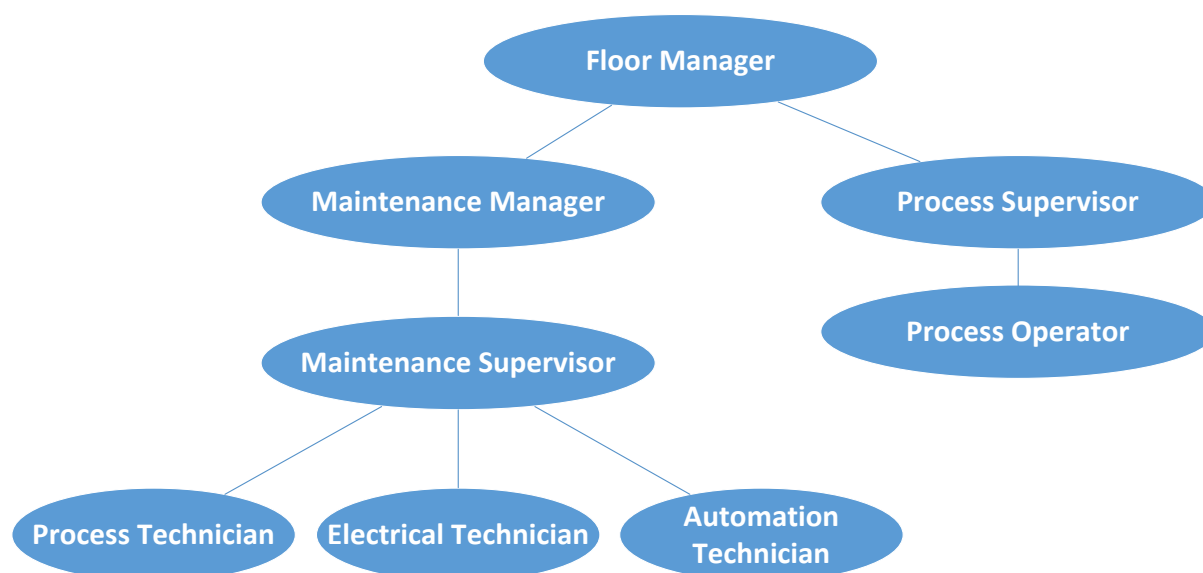 Floor Manager
Maintenance Manager
Process Supervisor
Process Operator
Maintenance Supervisor
Process Technician
Electrical Technician
Automation
Technician